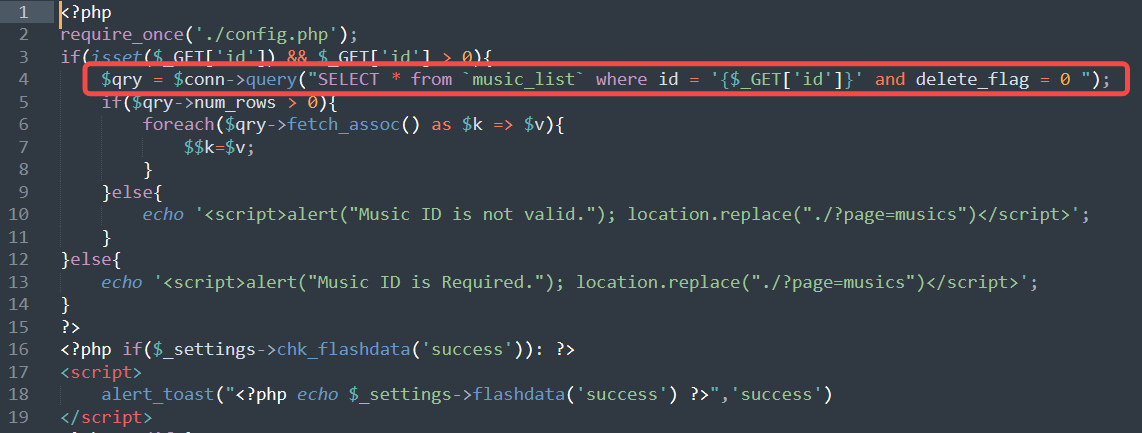 1 <?php
2 require_once('./config.php');
3 if(isset($_GET['id']) && $_GET['id'] > 0){
4 $qry = $conn->query("SELECT * from `music_list` where id = '{$_GET['id']}' and delete_flag = 0 ");
5 if($qry->num_rows > 0){
6 foreach($qry->fetch_assoc() as $k => $v){
7 $$k=$v;
8 }
9 }else{
10 echo '<script>alert("Music ID is not valid."); location.replace("./?page=musics")</script>';
11 }
12 }else{
13 echo '<script>alert("Music ID is Required."); location.replace("./?page=musics")</script>';
14 }
15 ?>
16 <?php if($_settings->chk_flashdata('success')): ?>
17 <script>
18 alert_toast("<?php echo $_settings->flashdata('success') ?>",'success')
19 </script>